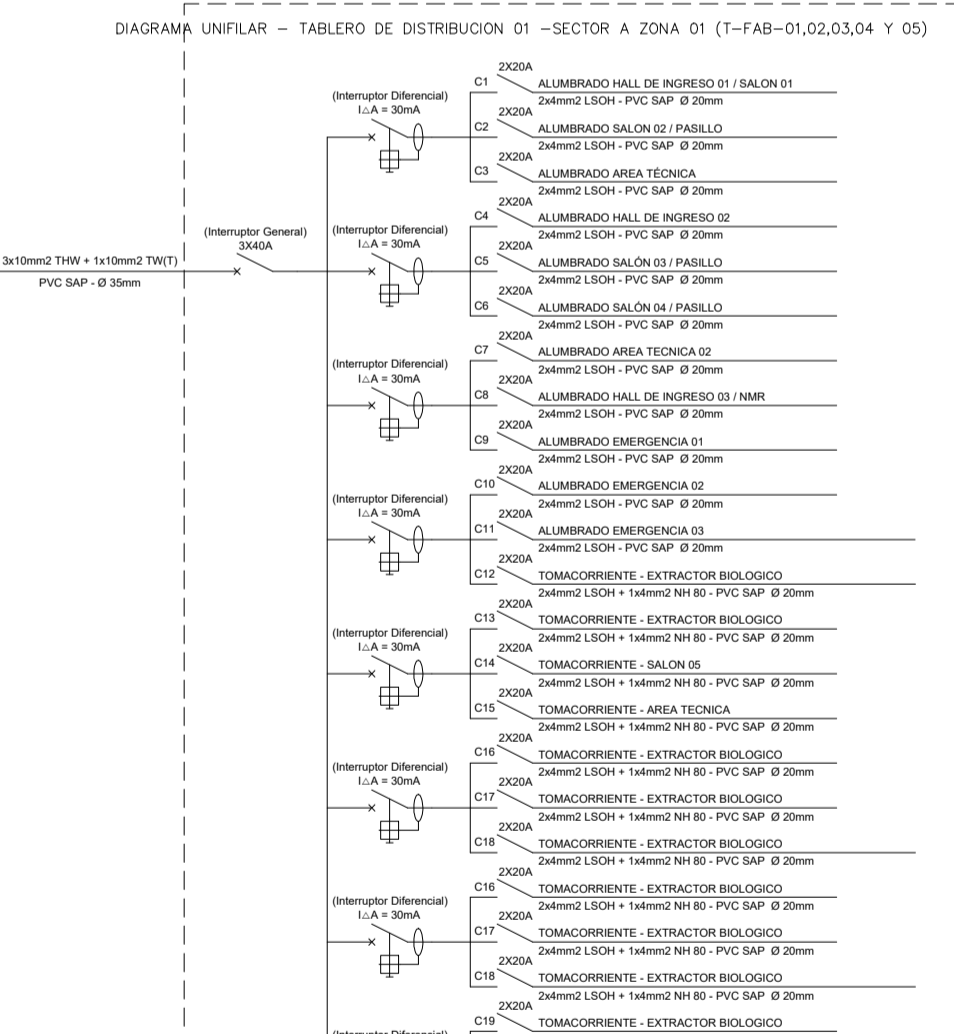 DIAGRAMA UNIFILAR – TABLERO DE DISTRIBUCION 01 –SECTOR A ZONA 01 (T–FAB–01,02,03,04 Y 05)
3x10mm2 THW + 1x10mm2 TW(T)
PVC SAP - Ø 35mm
(Interruptor General)
3X40A
(Interruptor Diferencial)
I△A = 30mA
C1 2X20A ALUMBRADO HALL DE INGRESO 01 / SALON 01
2x4mm2 LSOH - PVC SAP Ø 20mm
C2 2X20A ALUMBRADO SALON 02 / PASILLO
2x4mm2 LSOH - PVC SAP Ø 20mm
C3 2X20A ALUMBRADO AREA TÉCNICA
2x4mm2 LSOH - PVC SAP Ø 20mm
(Interruptor Diferencial)
I△A = 30mA
C4 2X20A ALUMBRADO HALL DE INGRESO 02
2x4mm2 LSOH - PVC SAP Ø 20mm
C5 2X20A ALUMBRADO SALÓN 03 / PASILLO
2x4mm2 LSOH - PVC SAP Ø 20mm
C6 2X20A ALUMBRADO SALÓN 04 / PASILLO
2x4mm2 LSOH - PVC SAP Ø 20mm
(Interruptor Diferencial)
I△A = 30mA
C7 2X20A ALUMBRADO AREA TECNICA 02
2x4mm2 LSOH - PVC SAP Ø 20mm
C8 2X20A ALUMBRADO HALL DE INGRESO 03 / NMR
2x4mm2 LSOH - PVC SAP Ø 20mm
C9 2X20A ALUMBRADO EMERGENCIA 01
2x4mm2 LSOH - PVC SAP Ø 20mm
(Interruptor Diferencial)
I△A = 30mA
C10 2X20A ALUMBRADO EMERGENCIA 02
2x4mm2 LSOH - PVC SAP Ø 20mm
C11 2X20A ALUMBRADO EMERGENCIA 03
2x4mm2 LSOH - PVC SAP Ø 20mm
C12 2X20A TOMACORRIENTE - EXTRACTOR BIOLOGICO
2x4mm2 LSOH + 1x4mm2 NH 80 - PVC SAP Ø 20mm
(Interruptor Diferencial)
I△A = 30mA
C13 2X20A TOMACORRIENTE - EXTRACTOR BIOLOGICO
2x4mm2 LSOH + 1x4mm2 NH 80 - PVC SAP Ø 20mm
C14 2X20A TOMACORRIENTE - SALON 05
2x4mm2 LSOH + 1x4mm2 NH 80 - PVC SAP Ø 20mm
C15 2X20A TOMACORRIENTE - AREA TECNICA
2x4mm2 LSOH + 1x4mm2 NH 80 - PVC SAP Ø 20mm
(Interruptor Diferencial)
I△A = 30mA
C16 2X20A TOMACORRIENTE - EXTRACTOR BIOLOGICO
2x4mm2 LSOH + 1x4mm2 NH 80 - PVC SAP Ø 20mm
C17 2X20A TOMACORRIENTE - EXTRACTOR BIOLOGICO
2x4mm2 LSOH + 1x4mm2 NH 80 - PVC SAP Ø 20mm
C18 2X20A TOMACORRIENTE - EXTRACTOR BIOLOGICO
2x4mm2 LSOH + 1x4mm2 NH 80 - PVC SAP Ø 20mm
(Interruptor Diferencial)
I△A = 30mA
C16 2X20A TOMACORRIENTE - EXTRACTOR BIOLOGICO
2x4mm2 LSOH + 1x4mm2 NH 80 - PVC SAP Ø 20mm
C17 2X20A TOMACORRIENTE - EXTRACTOR BIOLOGICO
2x4mm2 LSOH + 1x4mm2 NH 80 - PVC SAP Ø 20mm
C18 2X20A TOMACORRIENTE - EXTRACTOR BIOLOGICO
2x4mm2 LSOH + 1x4mm2 NH 80 - PVC SAP Ø 20mm
(Interruptor Diferencial)
C19 2X20A TOMACORRIENTE - EXTRACTOR BIOLOGICO